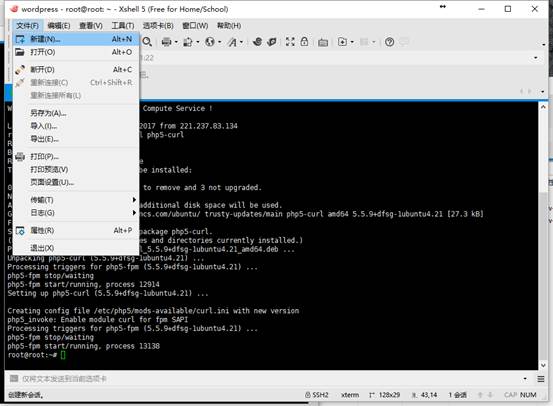 wordpress - root@root: ~ - Xshell 5 (Free for Home/School)
文件(F) 编辑(E) 查看(V) 工具(T) 选项卡(B) 窗口(W) 帮助(H)
新建(N)... Alt+N
打开(O) Alt+O
断开(D) Alt+C
重新连接(C) Ctrl+Shift+R
重新连接所有(L)
另存为(A)...
导入(I)...
导出(E)...
打印(P)...
打印预览(V)
页面设置(U)...
传输(T)
日志(G)
属性(R) Alt+P
退出(X)
:22
W Compute Service !
L 2017 from 221.237.83.134
r l php5-curl
R
B
R e
T be installed:
0 to remove and 3 not upgraded.
N
A additional disk space will be used.
G ncs.com/ubuntu/ trusty-updates/main php5-curl amd64 5.5.9+dfsg-1ubuntu4.21 [27.3 kB]
F
S package php5-curl.
( es and directories currently installed.)
P _5.5.9+dfsg-1ubuntu4.21_amd64.deb ...
Unpacking php5-curl (5.5.9+dfsg-1ubuntu4.21) ...
Processing triggers for php5-fpm (5.5.9+dfsg-1ubuntu4.21) ...
php5-fpm stop/waiting
php5-fpm start/running, process 12914
Setting up php5-curl (5.5.9+dfsg-1ubuntu4.21) ...
Creating config file /etc/php5/mods-available/curl.ini with new version
php5_invoke: Enable module curl for fpm SAPI
Processing triggers for php5-fpm (5.5.9+dfsg-1ubuntu4.21) ...
php5-fpm stop/waiting
php5-fpm start/running, process 13138
root@root:~#
仅将文本发送到当前选项卡
创建新会话。 SSH2 xterm 128x29 43,14 1 会话 CAP NUM